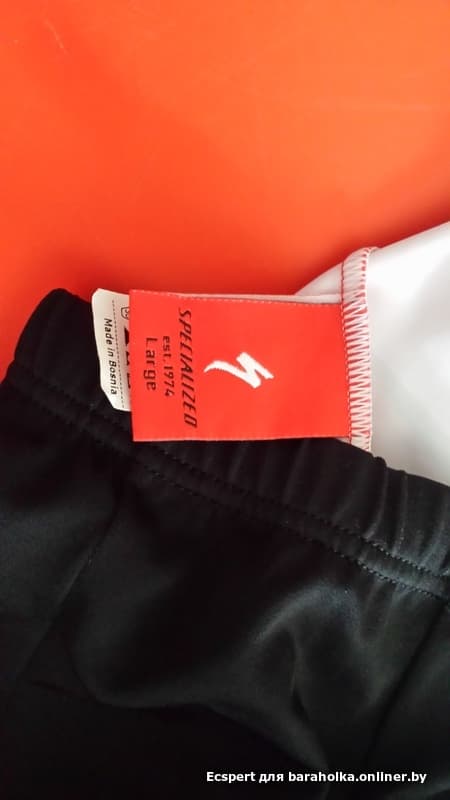 SPECIALIZED
est. 1974
Large
Made in Bosnia
Ecspert для baraholka.onliner.by